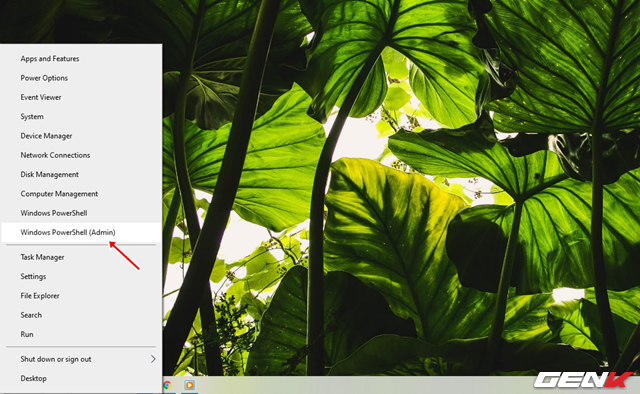 Apps and Features
Power Options
Event Viewer
System
Device Manager
Network Connections
Disk Management
Computer Management
Windows PowerShell
Windows PowerShell (Admin)
Task Manager
Settings
File Explorer
Search
Run
Shut down or sign out
Desktop
GENK